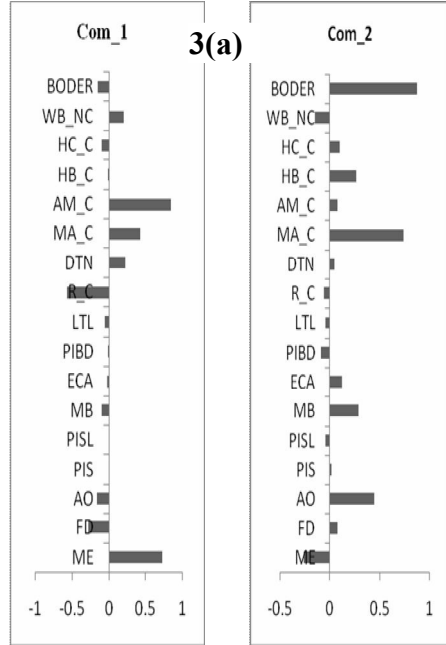 3(a)
Com_1
BODER
WB_NC
HC_C
HB_C
AM_C
MA_C
DTN
R_C
LTL
PIBD
ECA
MB
PISL
PIS
AO
FD
ME
-1 -0.5 0 0.5 1
Com_2
BODER
WB_NC
HC_C
HB_C
AM_C
MA_C
DTN
R_C
LTL
PIBD
ECA
MB
PISL
PIS
AO
FD
ME
-0.5 0 0.5 1